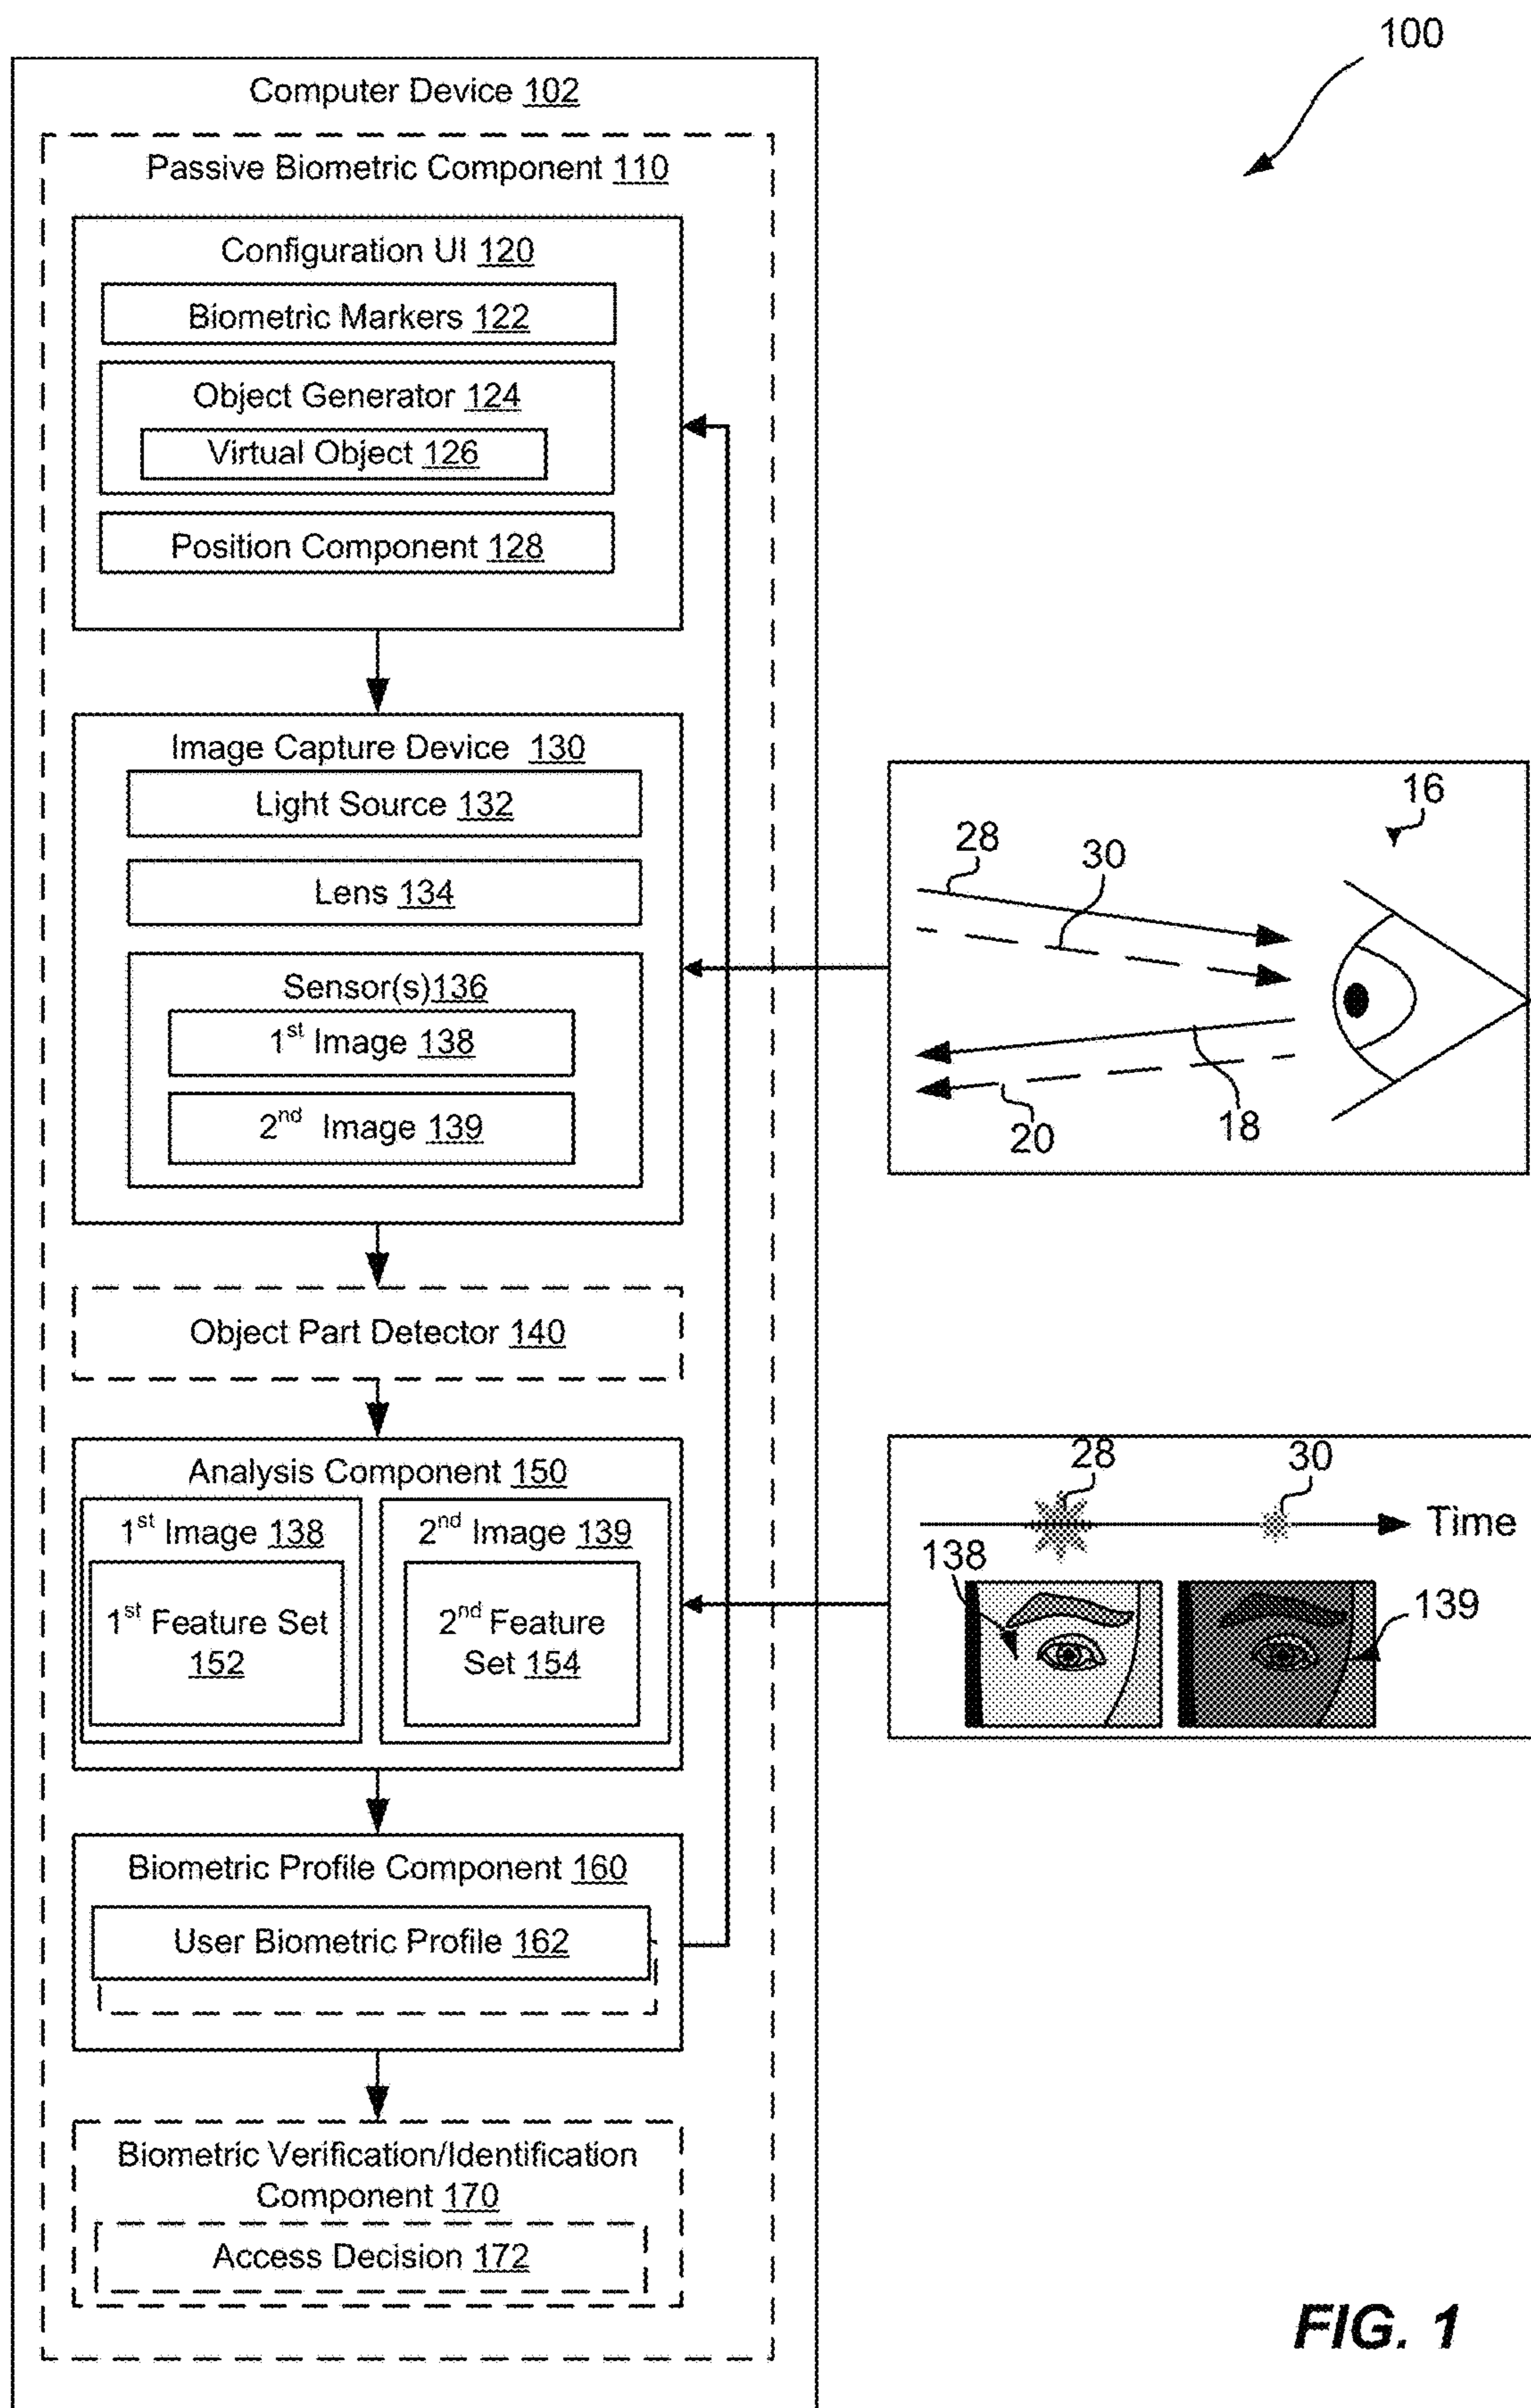 100
Computer Device 102
Passive Biometric Component 110
Configuration UI 120
Biometric Markers 122
Object Generator 124
Virtual Object 126
Position Component 128
Image Capture Device 130
Light Source 132
Lens 134
Sensor(s)136
1st Image 138
2nd Image 139
16
28
30
18
20
Object Part Detector 140
Analysis Component 150
1st Image 138
1st Feature Set
152
2nd Image 139
2nd Feature
Set 154
28
30
Time
138
139
Biometric Profile Component 160
User Biometric Profile 162
Biometric Verification/Identification
Component 170
Access Decision 172
FIG. 1